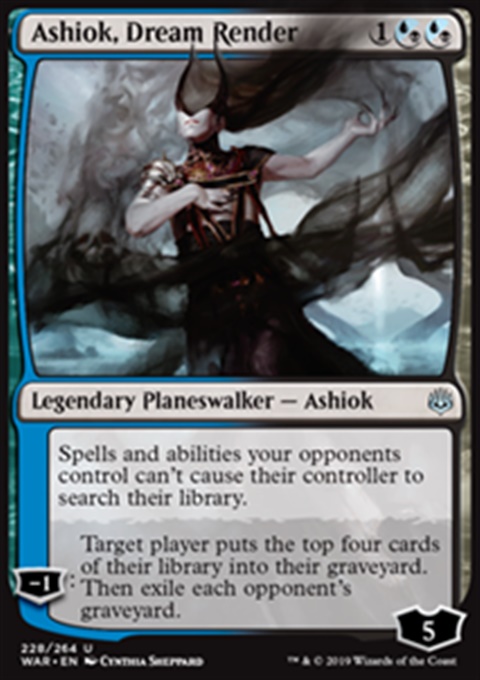 Ashiok, Dream Render 1
Legendary Planeswalker — Ashiok
Spells and abilities your opponents
control can't cause their controller to
search their library.
Target player puts the top four cards
of their library into their graveyard.
-1 : Then exile each opponent's
graveyard.
5
228/264 U
WAR • EN Cynthia Sheppard ™ & © 2019 Wizards of the Coast